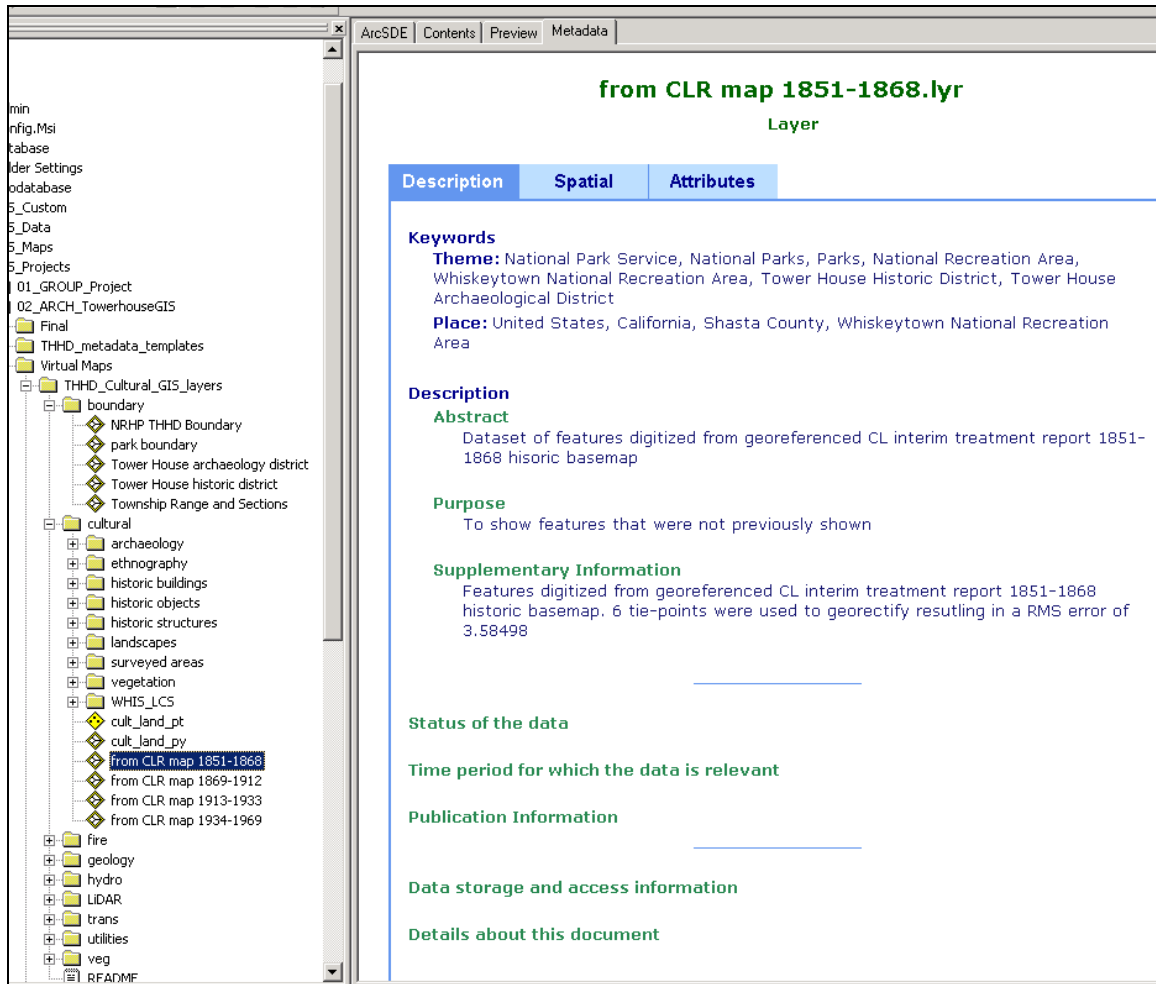 min
nfig.Msi
tabase
lder Settings
odatabase
5_Custom
5_Data
5_Maps
5_Projects
01_GROUP_Project
02_ARCH_TowerhouseGIS
Final
THHD_metadata_templates
Virtual Maps
THHD_Cultural_GIS_layers
boundary
NRHP THHD Boundary
park boundary
Tower House archaeology district
Tower House historic district
Township Range and Sections
cultural
archaeology
ethnography
historic buildings
historic objects
historic structures
landscapes
surveyed areas
vegetation
WHIS_LCS
cult_land_pt
cult_land_py
from CLR map 1851-1868
from CLR map 1869-1912
from CLR map 1913-1933
from CLR map 1934-1969
fire
geology
hydro
LiDAR
trans
utilities
veg
README
ArcSDE Contents Preview Metadata
from CLR map 1851-1868.lyr
Layer
Description Spatial Attributes
Keywords
Theme: National Park Service, National Parks, Parks, National Recreation Area,
Whiskeytown National Recreation Area, Tower House Historic District, Tower House
Archaeological District
Place: United States, California, Shasta County, Whiskeytown National Recreation
Area
Description
Abstract
Dataset of features digitized from georeferenced CL interim treatment report 1851-
1868 hisoric basemap
Purpose
To show features that were not previously shown
Supplementary Information
Features digitized from georeferenced CL interim treatment report 1851-1868
historic basemap. 6 tie-points were used to georectify resutling in a RMS error of
3.58498
Status of the data
Time period for which the data is relevant
Publication Information
Data storage and access information
Details about this document